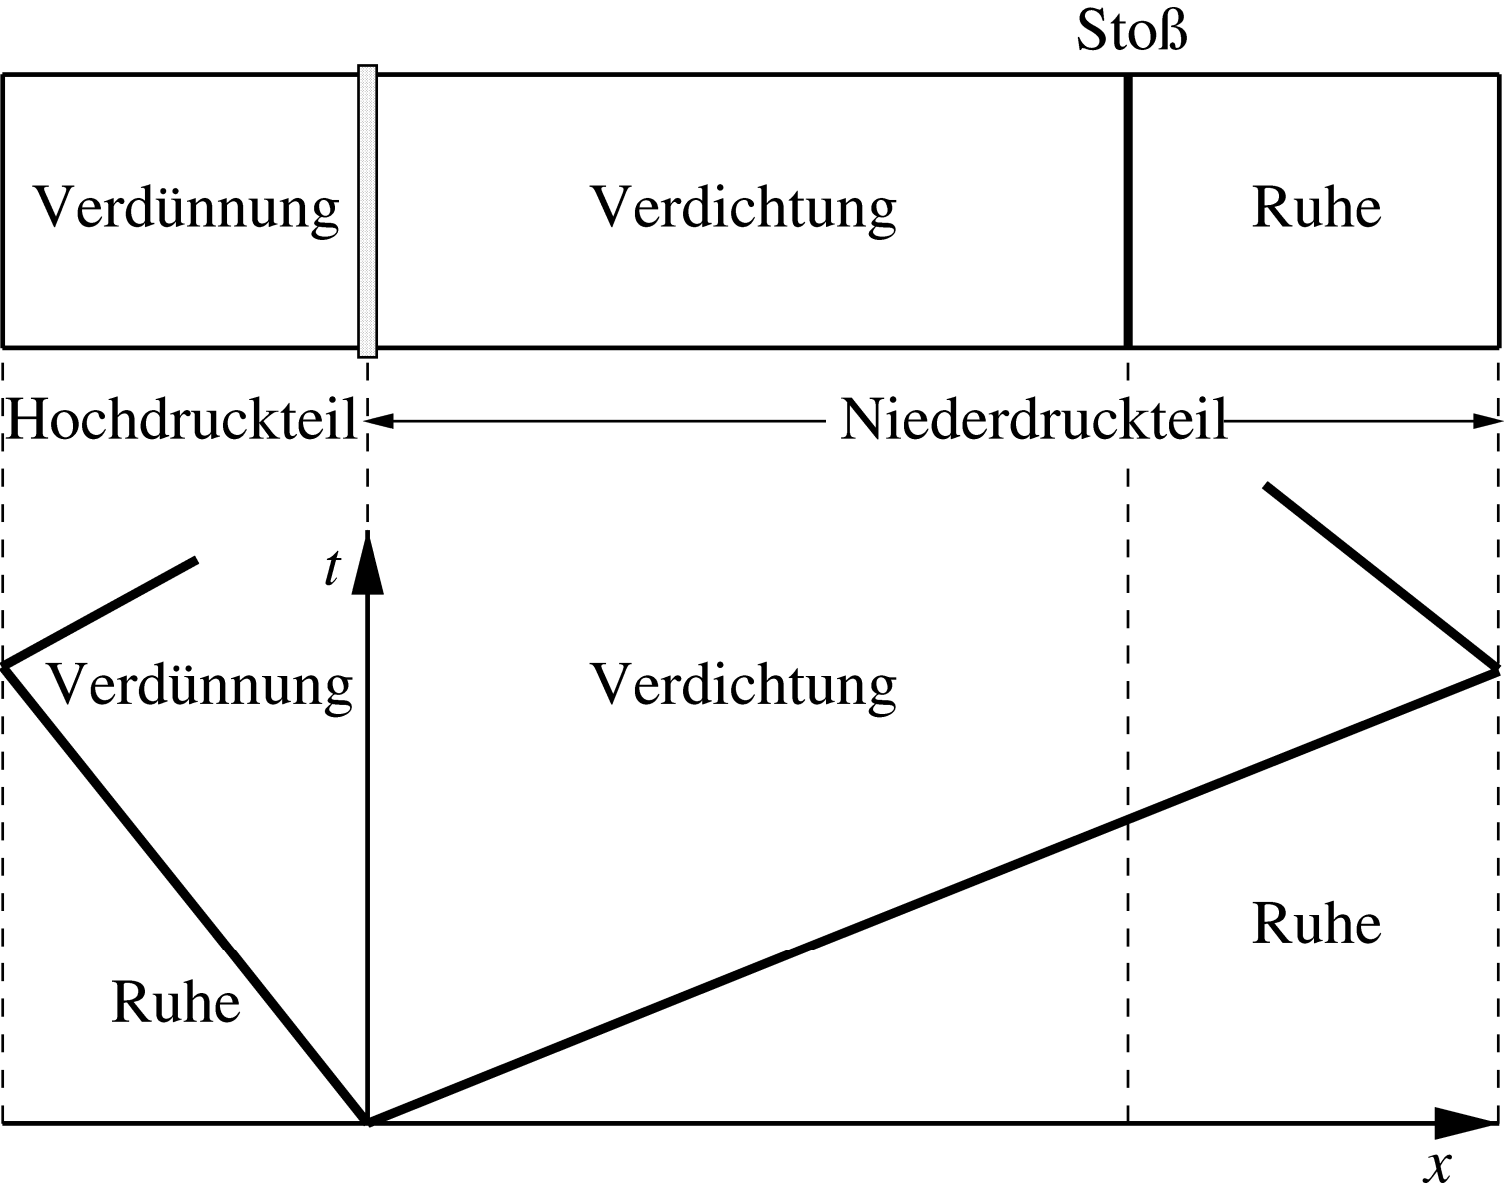 Stoß
Verdünnung Verdichtung Ruhe
Hochdruckteil Niederdruckteil
t
Verdünnung Verdichtung
Ruhe
Ruhe
x